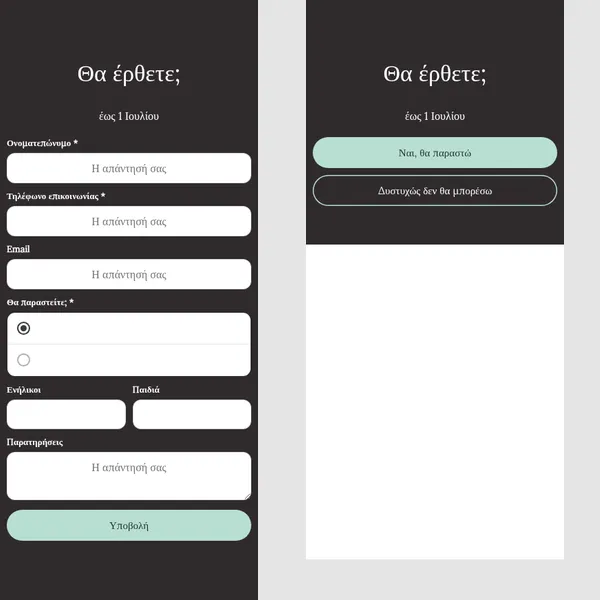 Θα έρθετε;
έως 1 Ιουλίου
Ονοματεπώνυμο *
Η απάντησή σας
Τηλέφωνο επικοινωνίας *
Η απάντησή σας
Email
Η απάντησή σας
Θα παραστείτε; *
Ενήλικοι
Παιδιά
Παρατηρήσεις
Η απάντησή σας
Υποβολή
Θα έρθετε;
έως 1 Ιουλίου
Ναι, θα παραστώ
Δυστυχώς δεν θα μπορέσω